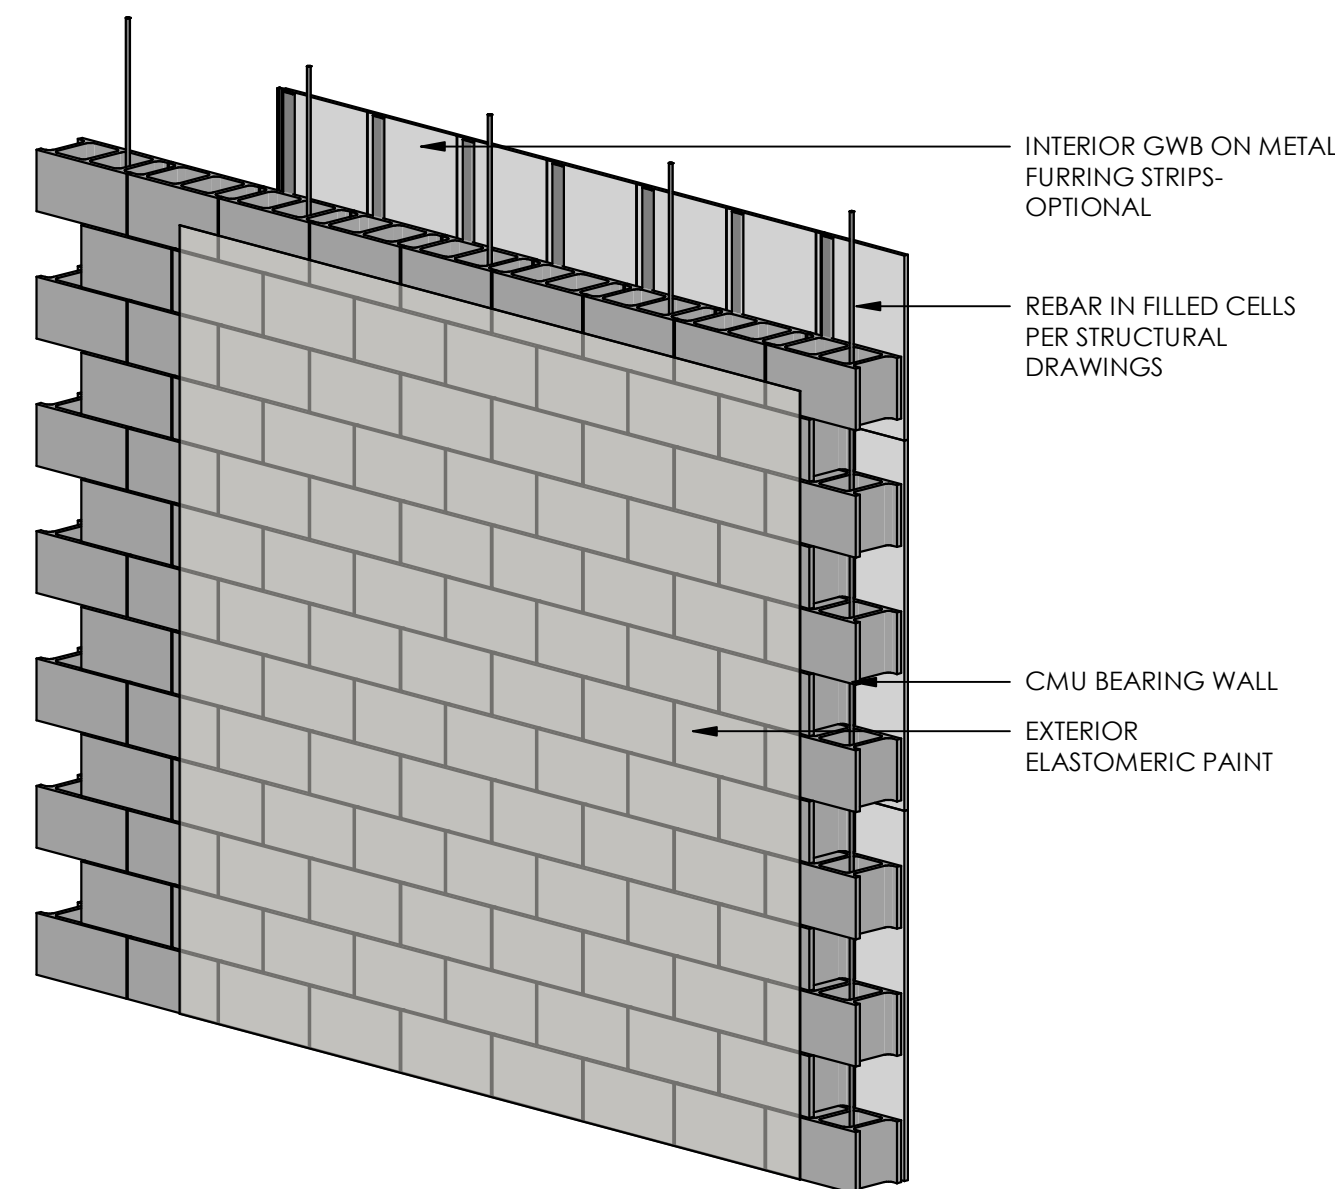 INTERIOR GWB ON METAL
FURRING STRIPS-
OPTIONAL
REBAR IN FILLED CELLS
PER STRUCTURAL
DRAWINGS
CMU BEARING WALL
EXTERIOR
ELASTOMERIC PAINT